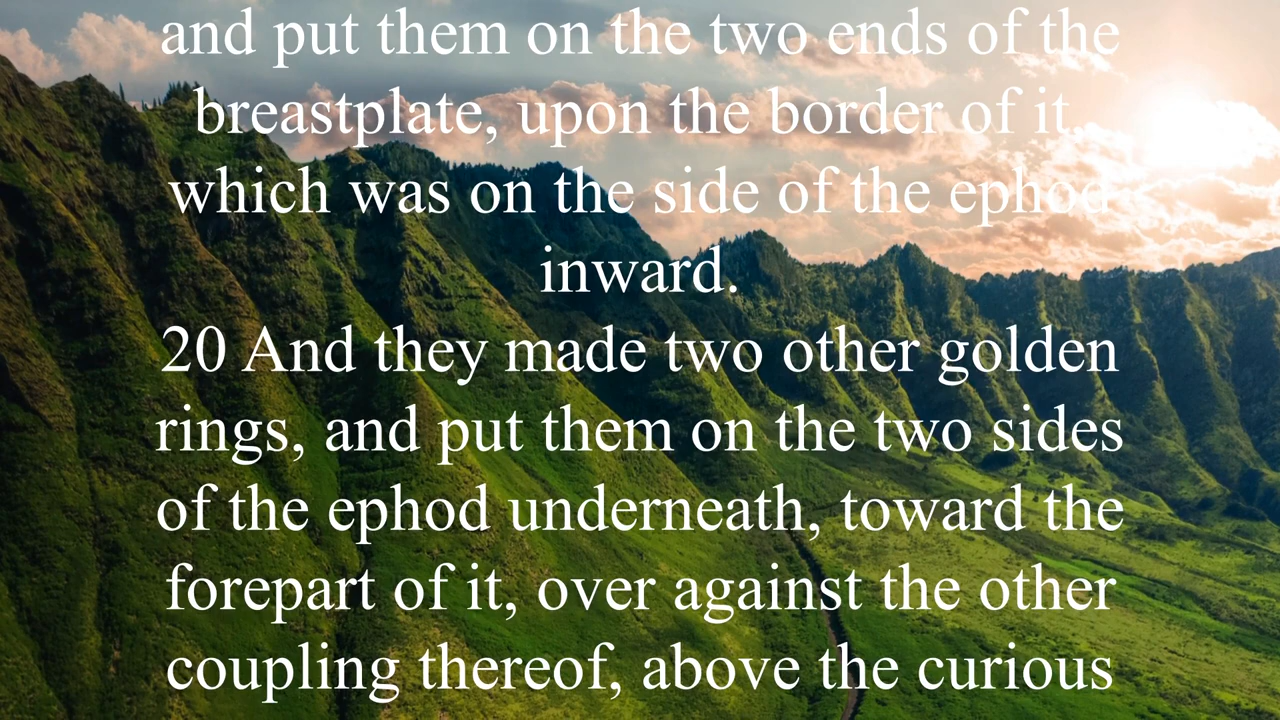 and put them on the two ends of the
breastplate, upon the border of it,
which was on the side of the ephod
inward.
20 And they made two other golden
rings, and put them on the two sides
of the ephod underneath, toward the
forepart of it, over against the other
coupling thereof, above the curious